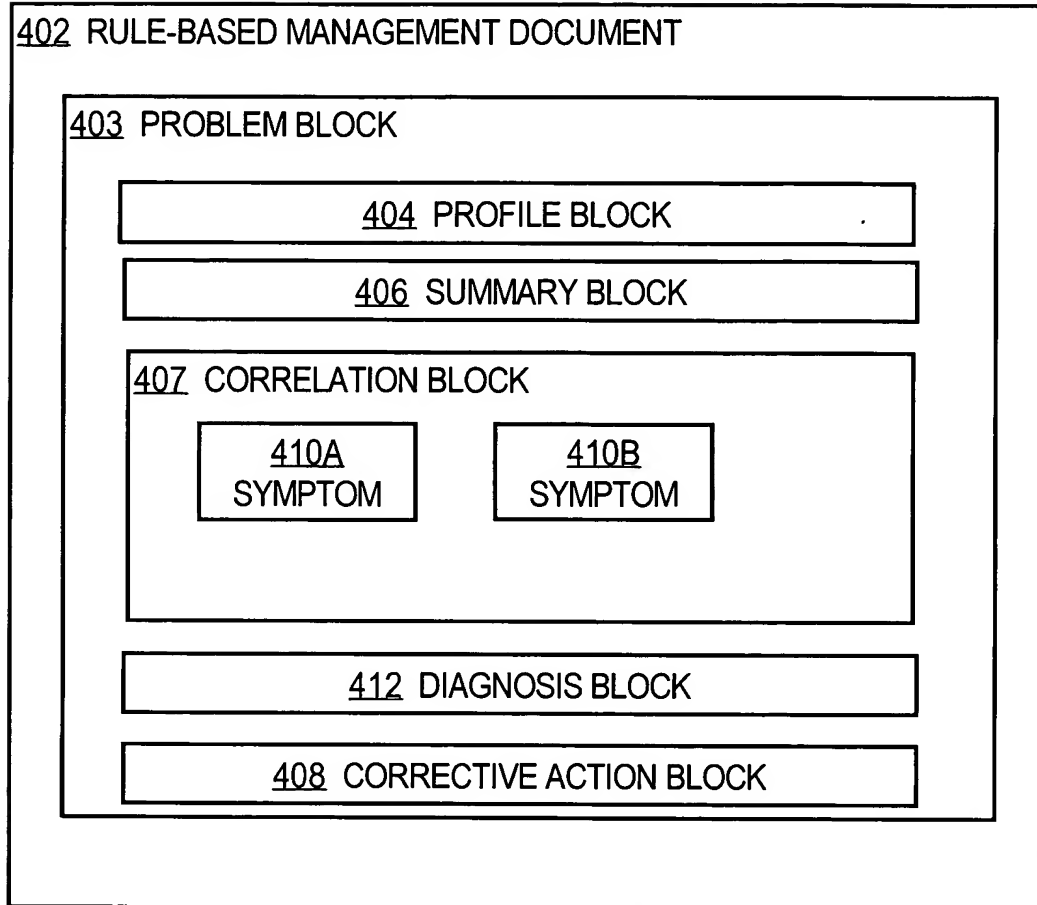 402 RULE-BASED MANAGEMENT DOCUMENT
403 PROBLEM BLOCK
404 PROFILE BLOCK
406 SUMMARY BLOCK
407 CORRELATION BLOCK
410A
SYMPTOM
410B
SYMPTOM
412 DIAGNOSIS BLOCK
408 CORRECTIVE ACTION BLOCK